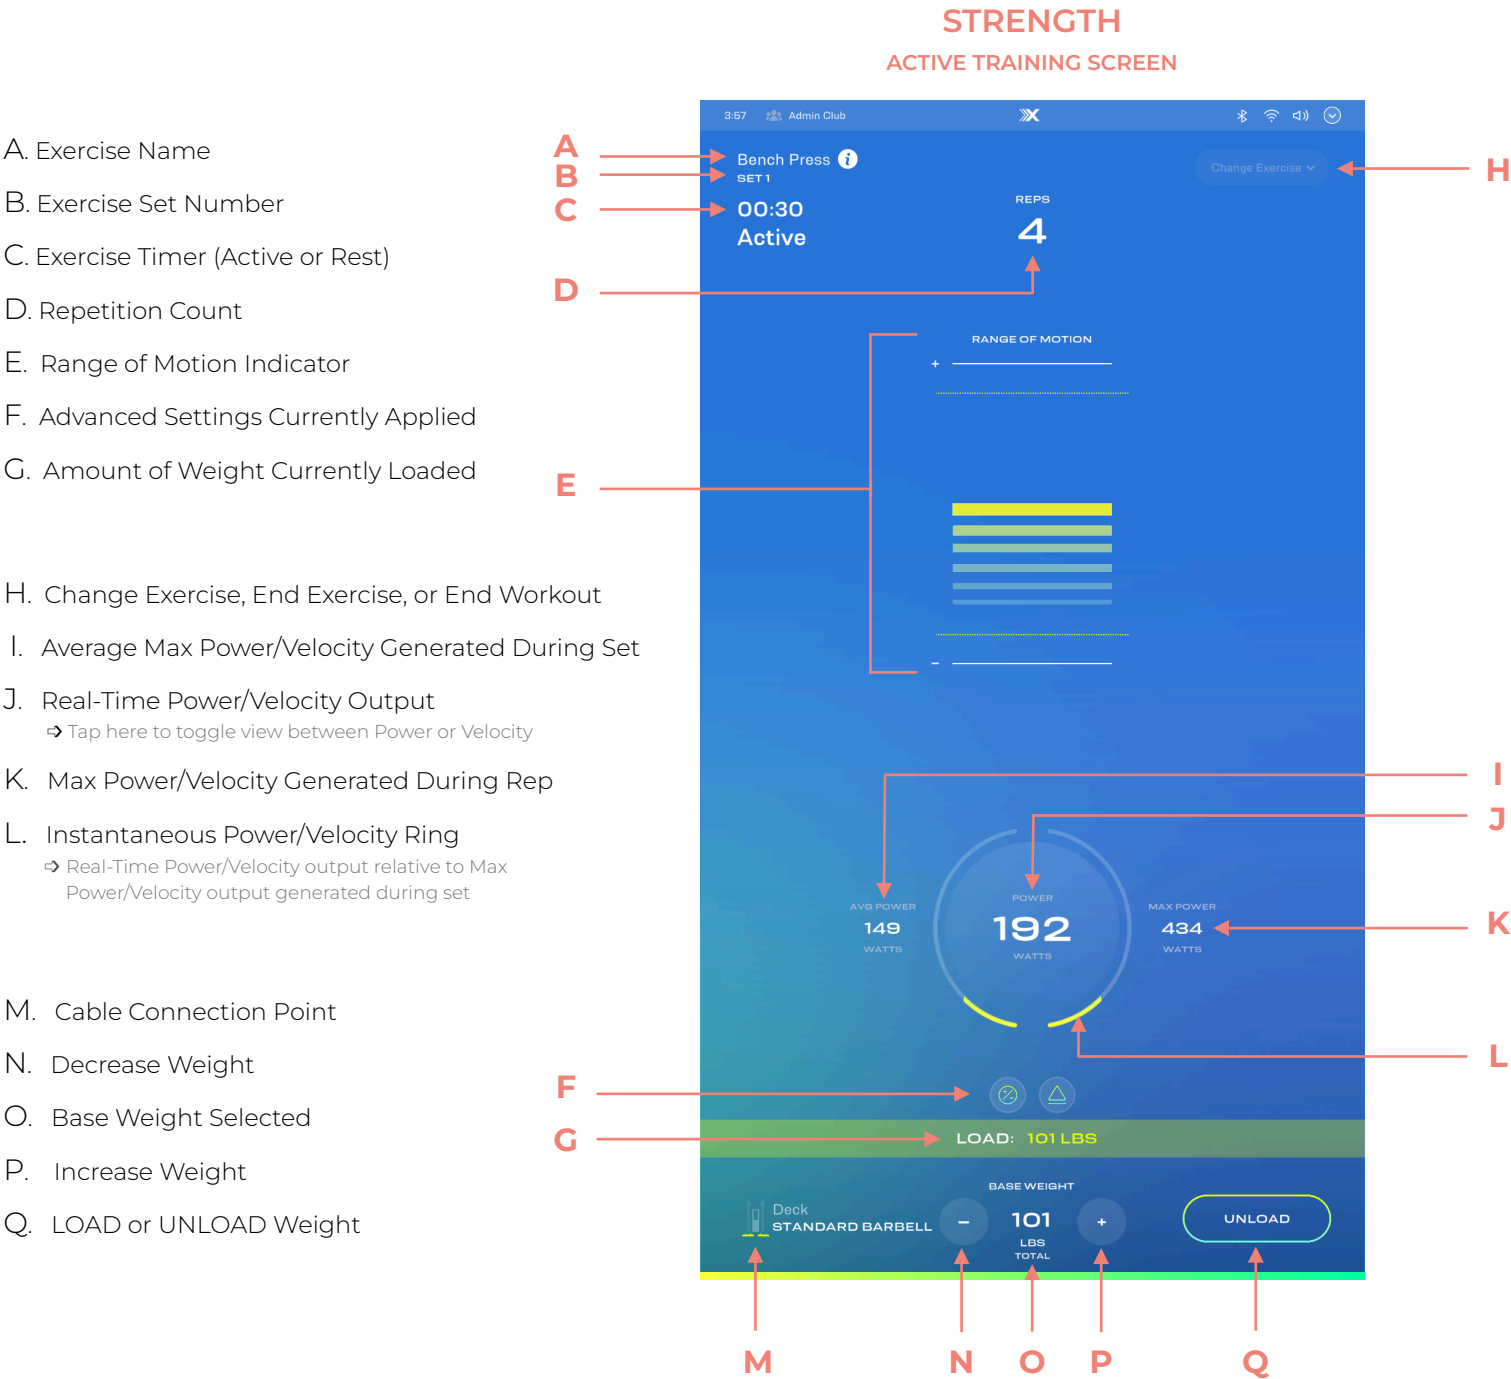 STRENGTH
ACTIVE TRAINING SCREEN
A. Exercise Name
B. Exercise Set Number
C. Exercise Timer (Active or Rest)
D. Repetition Count
E. Range of Motion Indicator
F. Advanced Settings Currently Applied
G. Amount of Weight Currently Loaded
H. Change Exercise, End Exercise, or End Workout
I. Average Max Power/Velocity Generated During Set
J. Real-Time Power/Velocity Output
➩ Tap here to toggle view between Power or Velocity
K. Max Power/Velocity Generated During Rep
L. Instantaneous Power/Velocity Ring
➩ Real-Time Power/Velocity output relative to Max
Power/Velocity output generated during set
M. Cable Connection Point
N. Decrease Weight
O. Base Weight Selected
P. Increase Weight
Q. LOAD or UNLOAD Weight
3:57 Admin Club X
A
Bench Press i
Change Exercise
H
B
SET 1
C
00:30
Active
REPS
4
D
RANGE OF MOTION
+
E
-
I
J
AVG POWER
149
WATTS
POWER
192
WATTS
MAX POWER
434
WATTS
K
L
F
G
LOAD: 101 LBS
Deck
STANDARD BARBELL
BASE WEIGHT
-
101
+
LBS
TOTAL
UNLOAD
M
N
O
P
Q